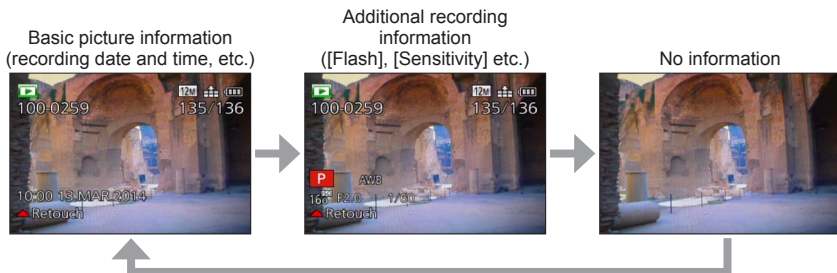 Basic picture information
(recording date and time, etc.)
12M
100-0259
135/136
10:00 13.MAR.2014
Retouch
Additional recording
information
([Flash], [Sensitivity] etc.)
12M
100-0259
135/136
P
AWB
ISO
160 F2.0 1/60
Retouch
No information